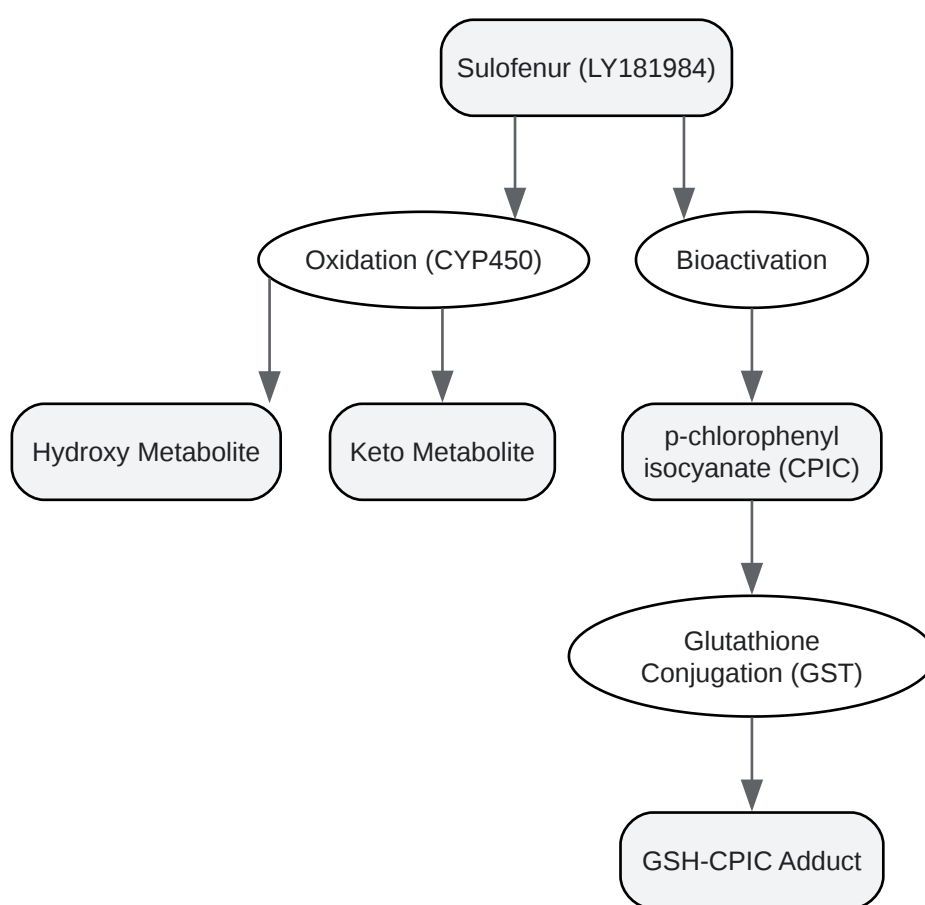 Sulofenur (LY181984)
Oxidation (CYP450)
Bioactivation
Hydroxy Metabolite
Keto Metabolite
p-chlorophenyl
isocyanate (CPIC)
Glutathione
Conjugation (GST)
GSH-CPIC Adduct